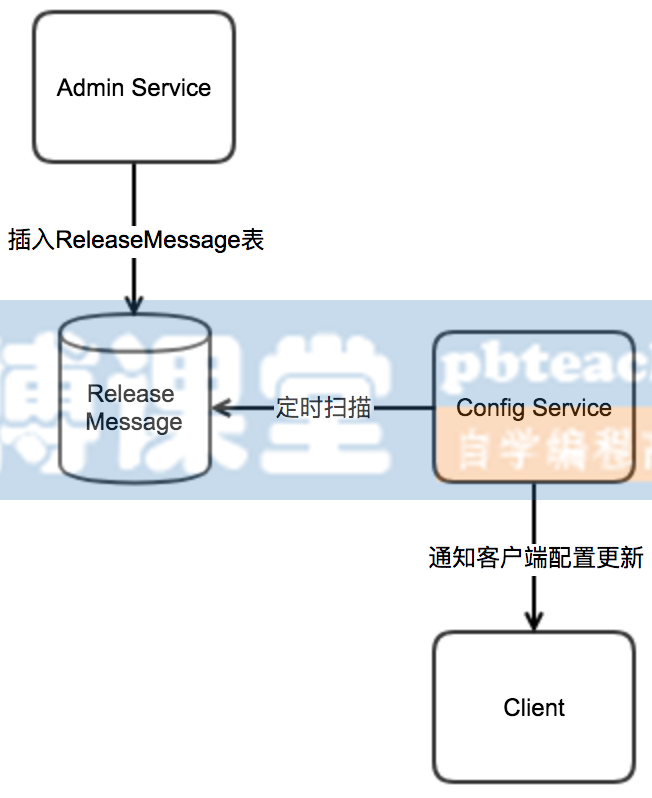 Admin Service
插入ReleaseMessage表
博课堂
pbteac
自学编程
Release
Message
定时扫描
Config Service
通知客户端配置更新
Client